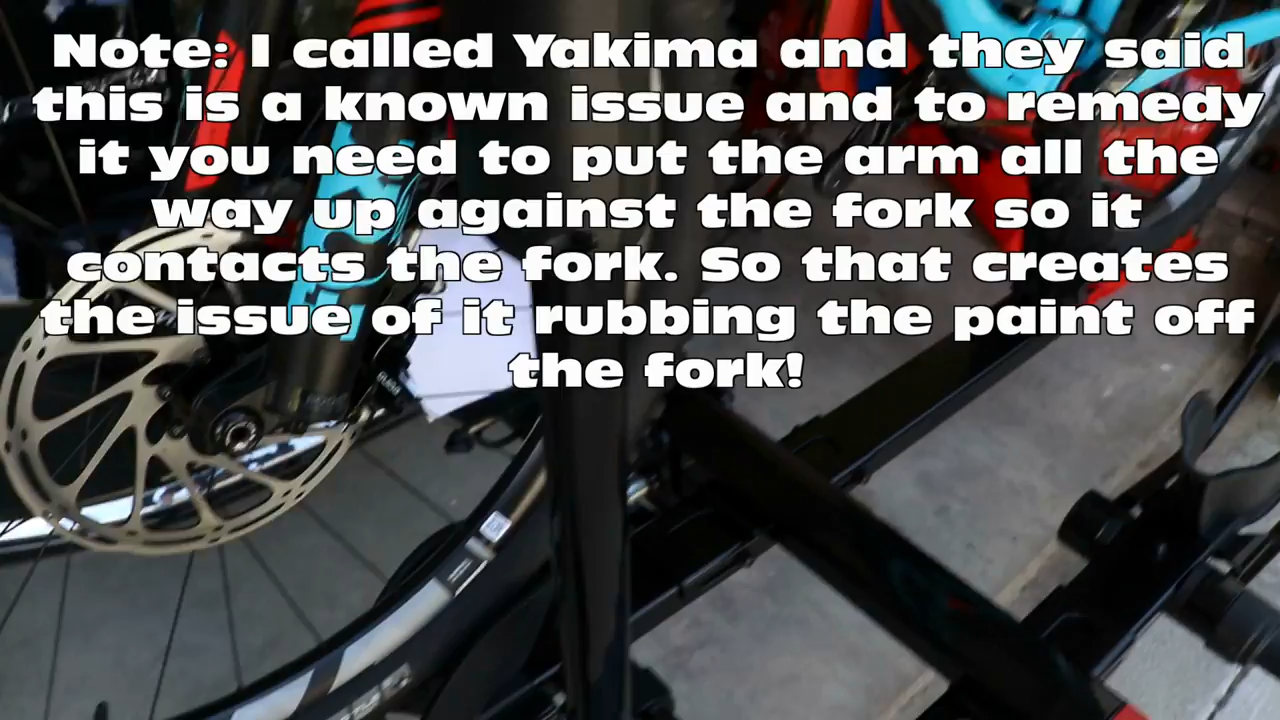 Note: I called Yakima and they said
this is a known issue and to remedy
it you need to put the arm all the
way up against the fork so it
contacts the fork. So that creates
the issue of it rubbing the paint off
the fork!